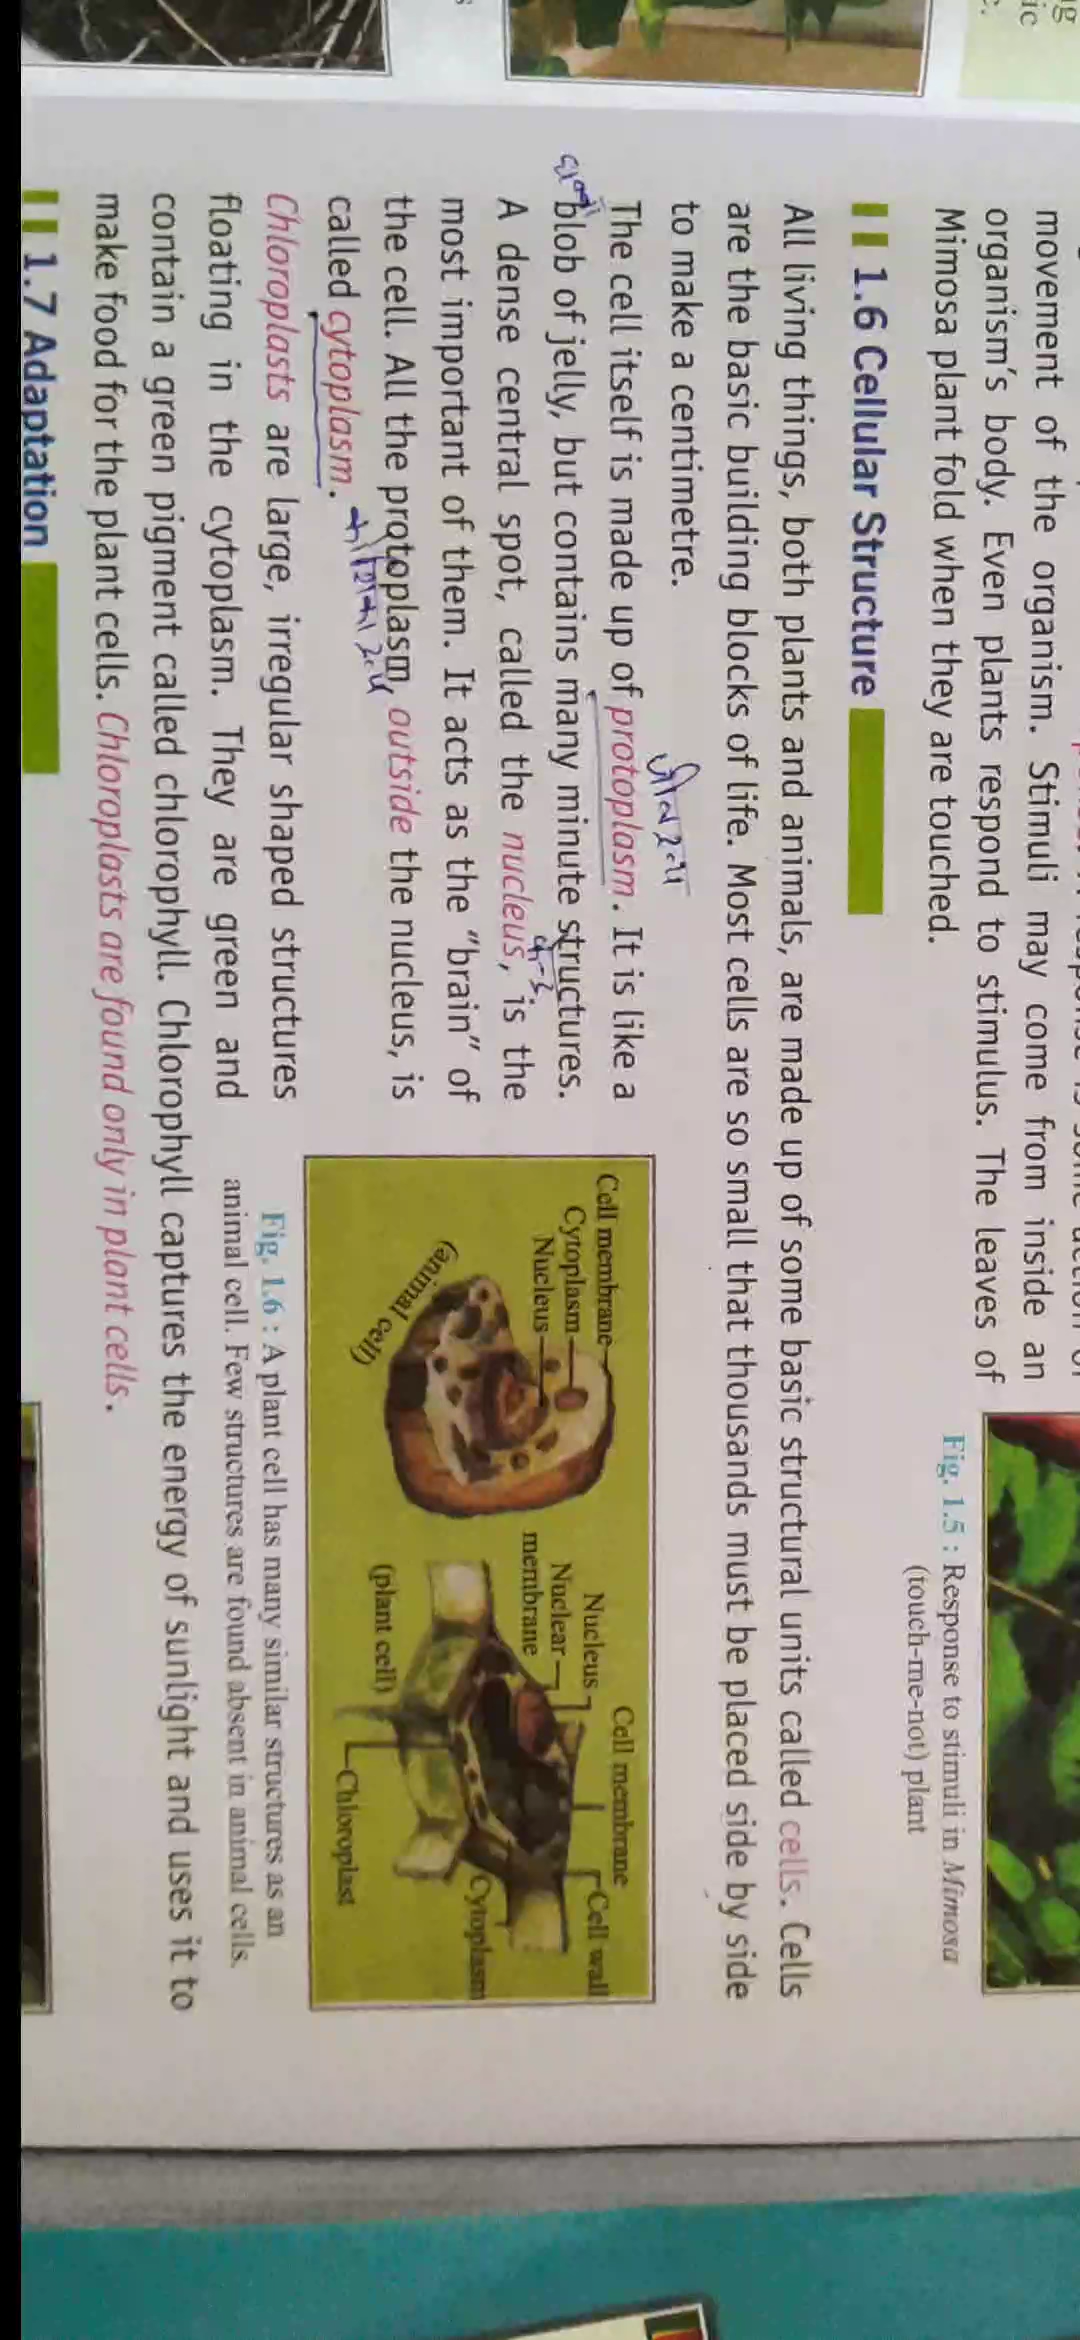 ng
ic
movement of the organism. Stimuli may come from inside an
organism's body. Even plants respond to stimulus. The leaves of
Mimosa plant fold when they are touched.
Fig. 1.5 : Response to stimuli in Mimosa
(touch-me-not) plant
1.6 Cellular Structure
All living things, both plants and animals, are made up of some basic structural units called cells. Cells
are the basic building blocks of life. Most cells are so small that thousands must be placed side by side
to make a centimetre.
The cell itself is made up of protoplasm. It is like a
blob of jelly, but contains many minute structures.
A dense central spot, called the nucleus, is the
most important of them. It acts as the "brain" of
the cell. All the protoplasm, outside the nucleus, is
called cytoplasm.
Chloroplasts are large, irregular shaped structures
floating in the cytoplasm. They are green and
contain a green pigment called chlorophyll. Chlorophyll captures the energy of sunlight and uses it to
make food for the plant cells. Chloroplasts are found only in plant cells.
Cell membrane
Cytoplasm
Nucleus
(animal cell)
Cell membrane
Cell wall
Nucleus
Nuclear
membrane
Cytoplasm
(plant cell)
Chloroplast
Fig. 1.6 : A plant cell has many similar structures as an
animal cell. Few structures are found absent in animal cells.
1.7 Adaptation